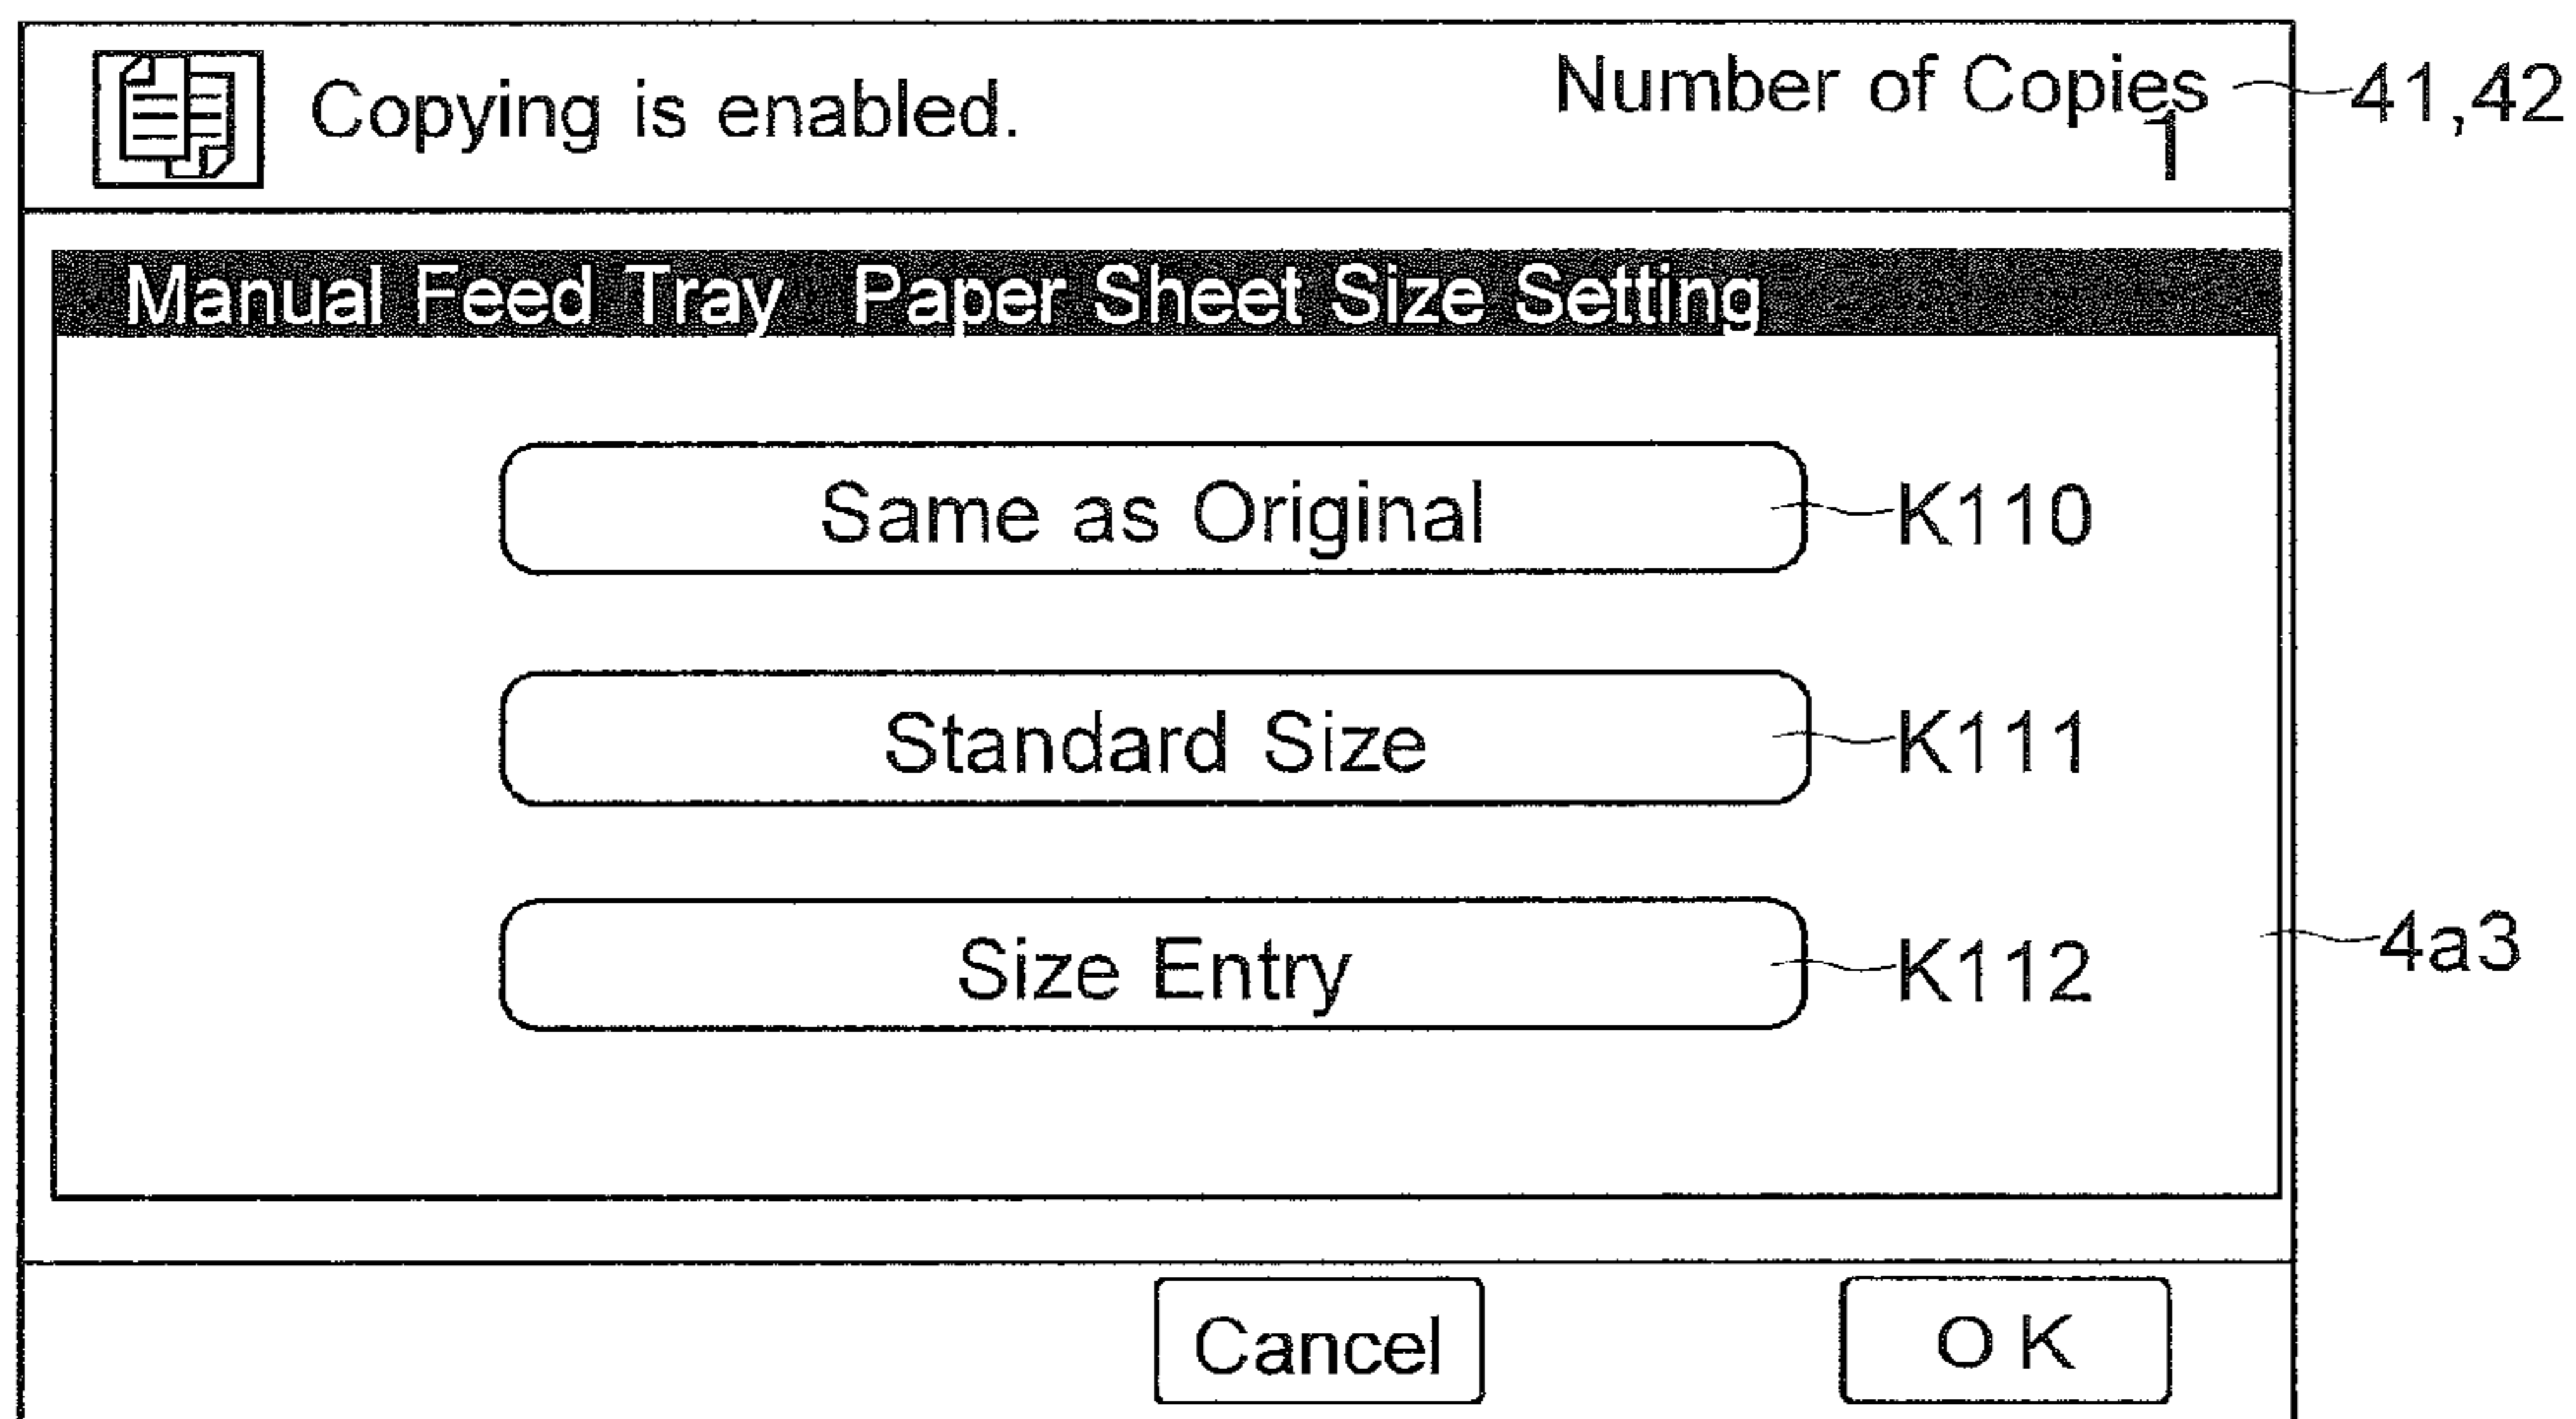 Copying is enabled.
Number of Copies
1
41,42
Manual Feed Tray Paper Sheet Size Setting
Same as Original
K110
Standard Size
K111
Size Entry
K112
4a3
Cancel
OK